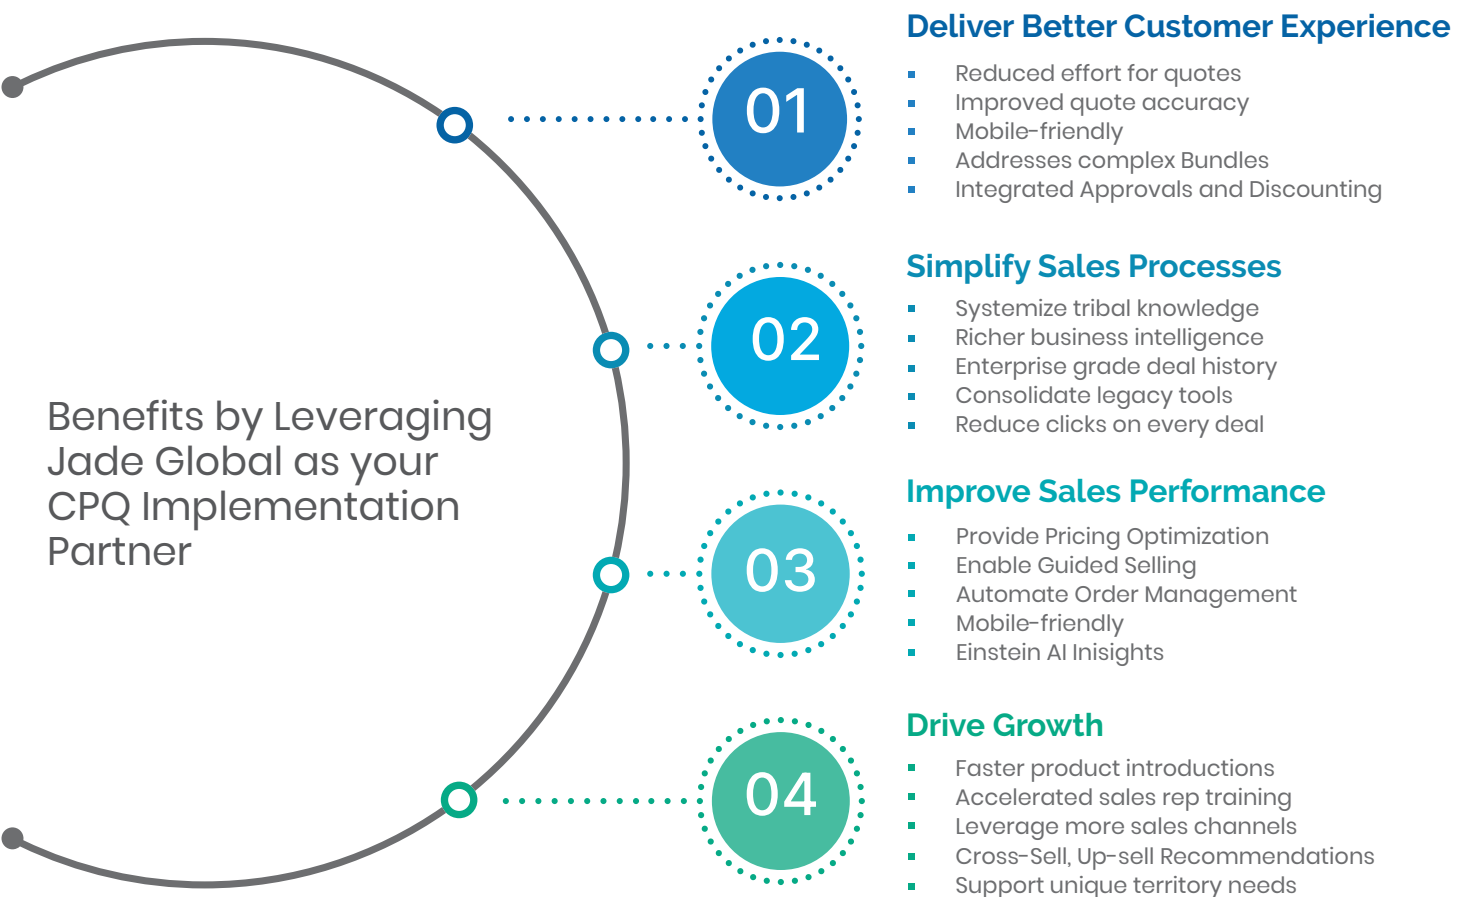 Benefits by Leveraging
Jade Global as your
CPQ Implementation
Partner
01
Deliver Better Customer Experience
Reduced effort for quotes
Improved quote accuracy
Mobile-friendly
Addresses complex Bundles
Integrated Approvals and Discounting
02
Simplify Sales Processes
Systemize tribal knowledge
Richer business intelligence
Enterprise grade deal history
Consolidate legacy tools
Reduce clicks on every deal
03
Improve Sales Performance
Provide Pricing Optimization
Enable Guided Selling
Automate Order Management
Mobile-friendly
Einstein AI Inisights
04
Drive Growth
Faster product introductions
Accelerated sales rep training
Leverage more sales channels
Cross-Sell, Up-sell Recommendations
Support unique territory needs